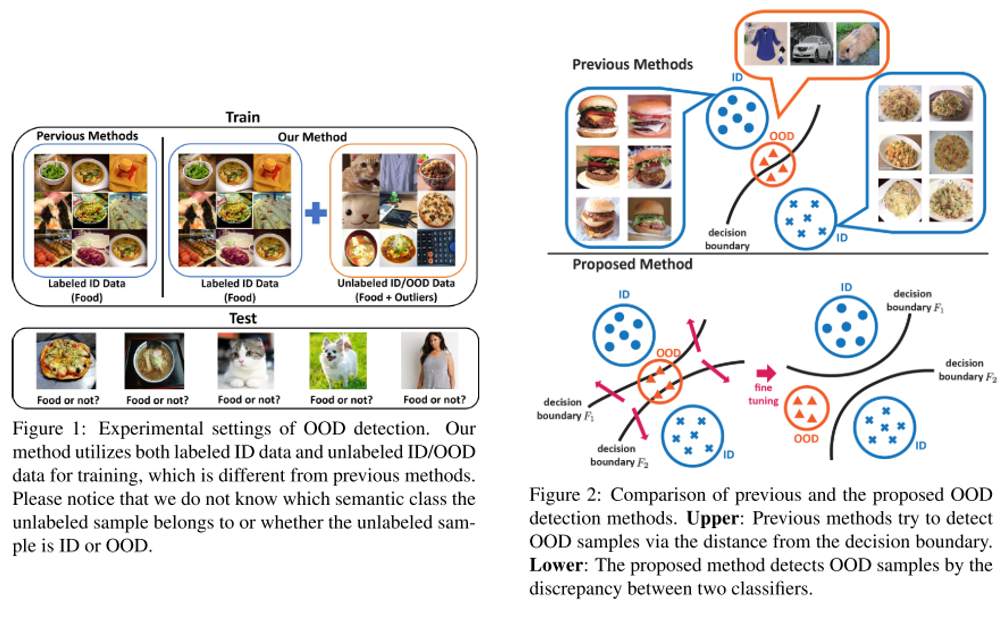 Train
Pervious Methods
Our Method
Labeled ID Data
(Food)
Labeled ID Data
(Food)
Unlabeled ID/OOD Data
(Food + Outliers)
Test
Food or not?
Food or not?
Food or not?
Food or not?
Food or not?
Figure 1: Experimental settings of OOD detection. Our
method utilizes both labeled ID data and unlabeled ID/OOD
data for training, which is different from previous methods.
Please notice that we do not know which semantic class the
unlabeled sample belongs to or whether the unlabeled sam-
ple is ID or OOD.
Previous Methods
ID
OOD
decision
boundary
ID
Proposed Method
ID
OOD
decision
boundary F₁
decision
boundary F₂
ID
fine
tuning
ID
decision
boundary F₁
decision
boundary F₂
OOD
ID
Figure 2: Comparison of previous and the proposed OOD
detection methods. Upper: Previous methods try to detect
OOD samples via the distance from the decision boundary.
Lower: The proposed method detects OOD samples by the
discrepancy between two classifiers.